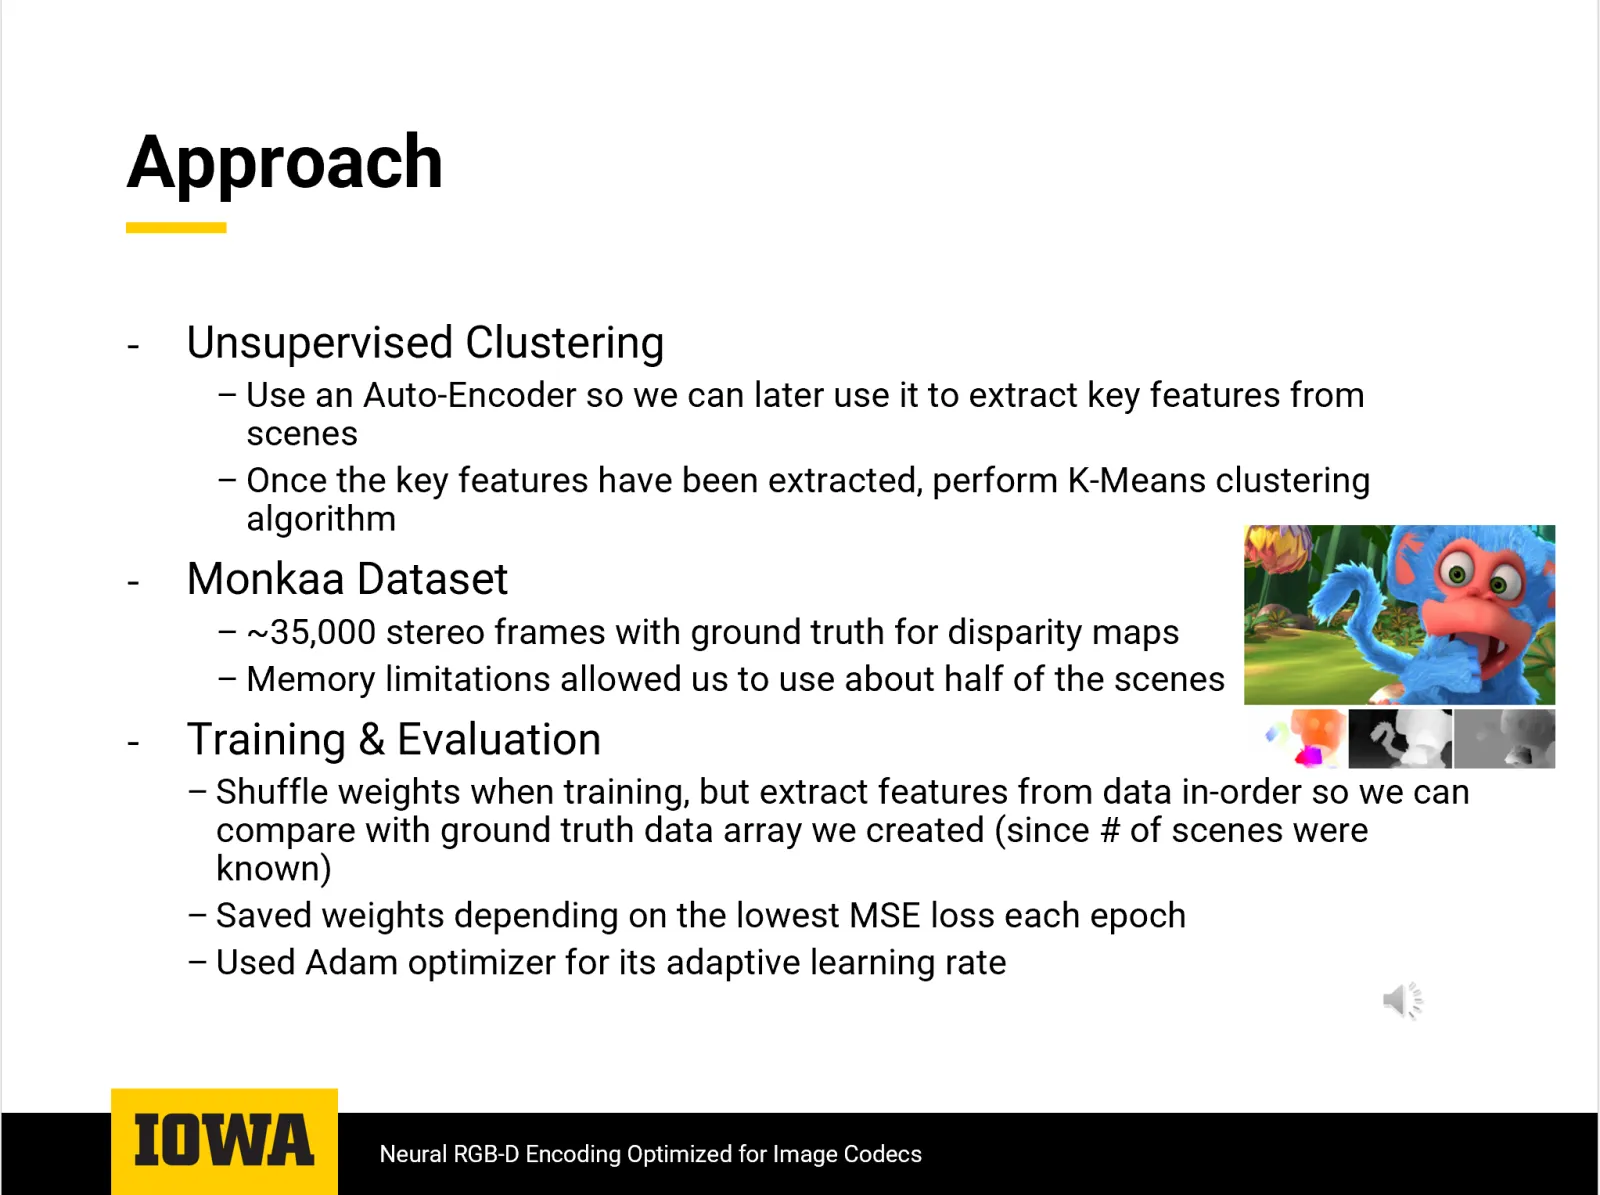 Approach
- Unsupervised Clustering
– Use an Auto-Encoder so we can later use it to extract key features from
scenes
– Once the key features have been extracted, perform K-Means clustering
algorithm
- Monkaa Dataset
– ~35,000 stereo frames with ground truth for disparity maps
– Memory limitations allowed us to use about half of the scenes
- Training & Evaluation
– Shuffle weights when training, but extract features from data in-order so we can
compare with ground truth data array we created (since # of scenes were
known)
– Saved weights depending on the lowest MSE loss each epoch
– Used Adam optimizer for its adaptive learning rate
IOWA
Neural RGB-D Encoding Optimized for Image Codecs